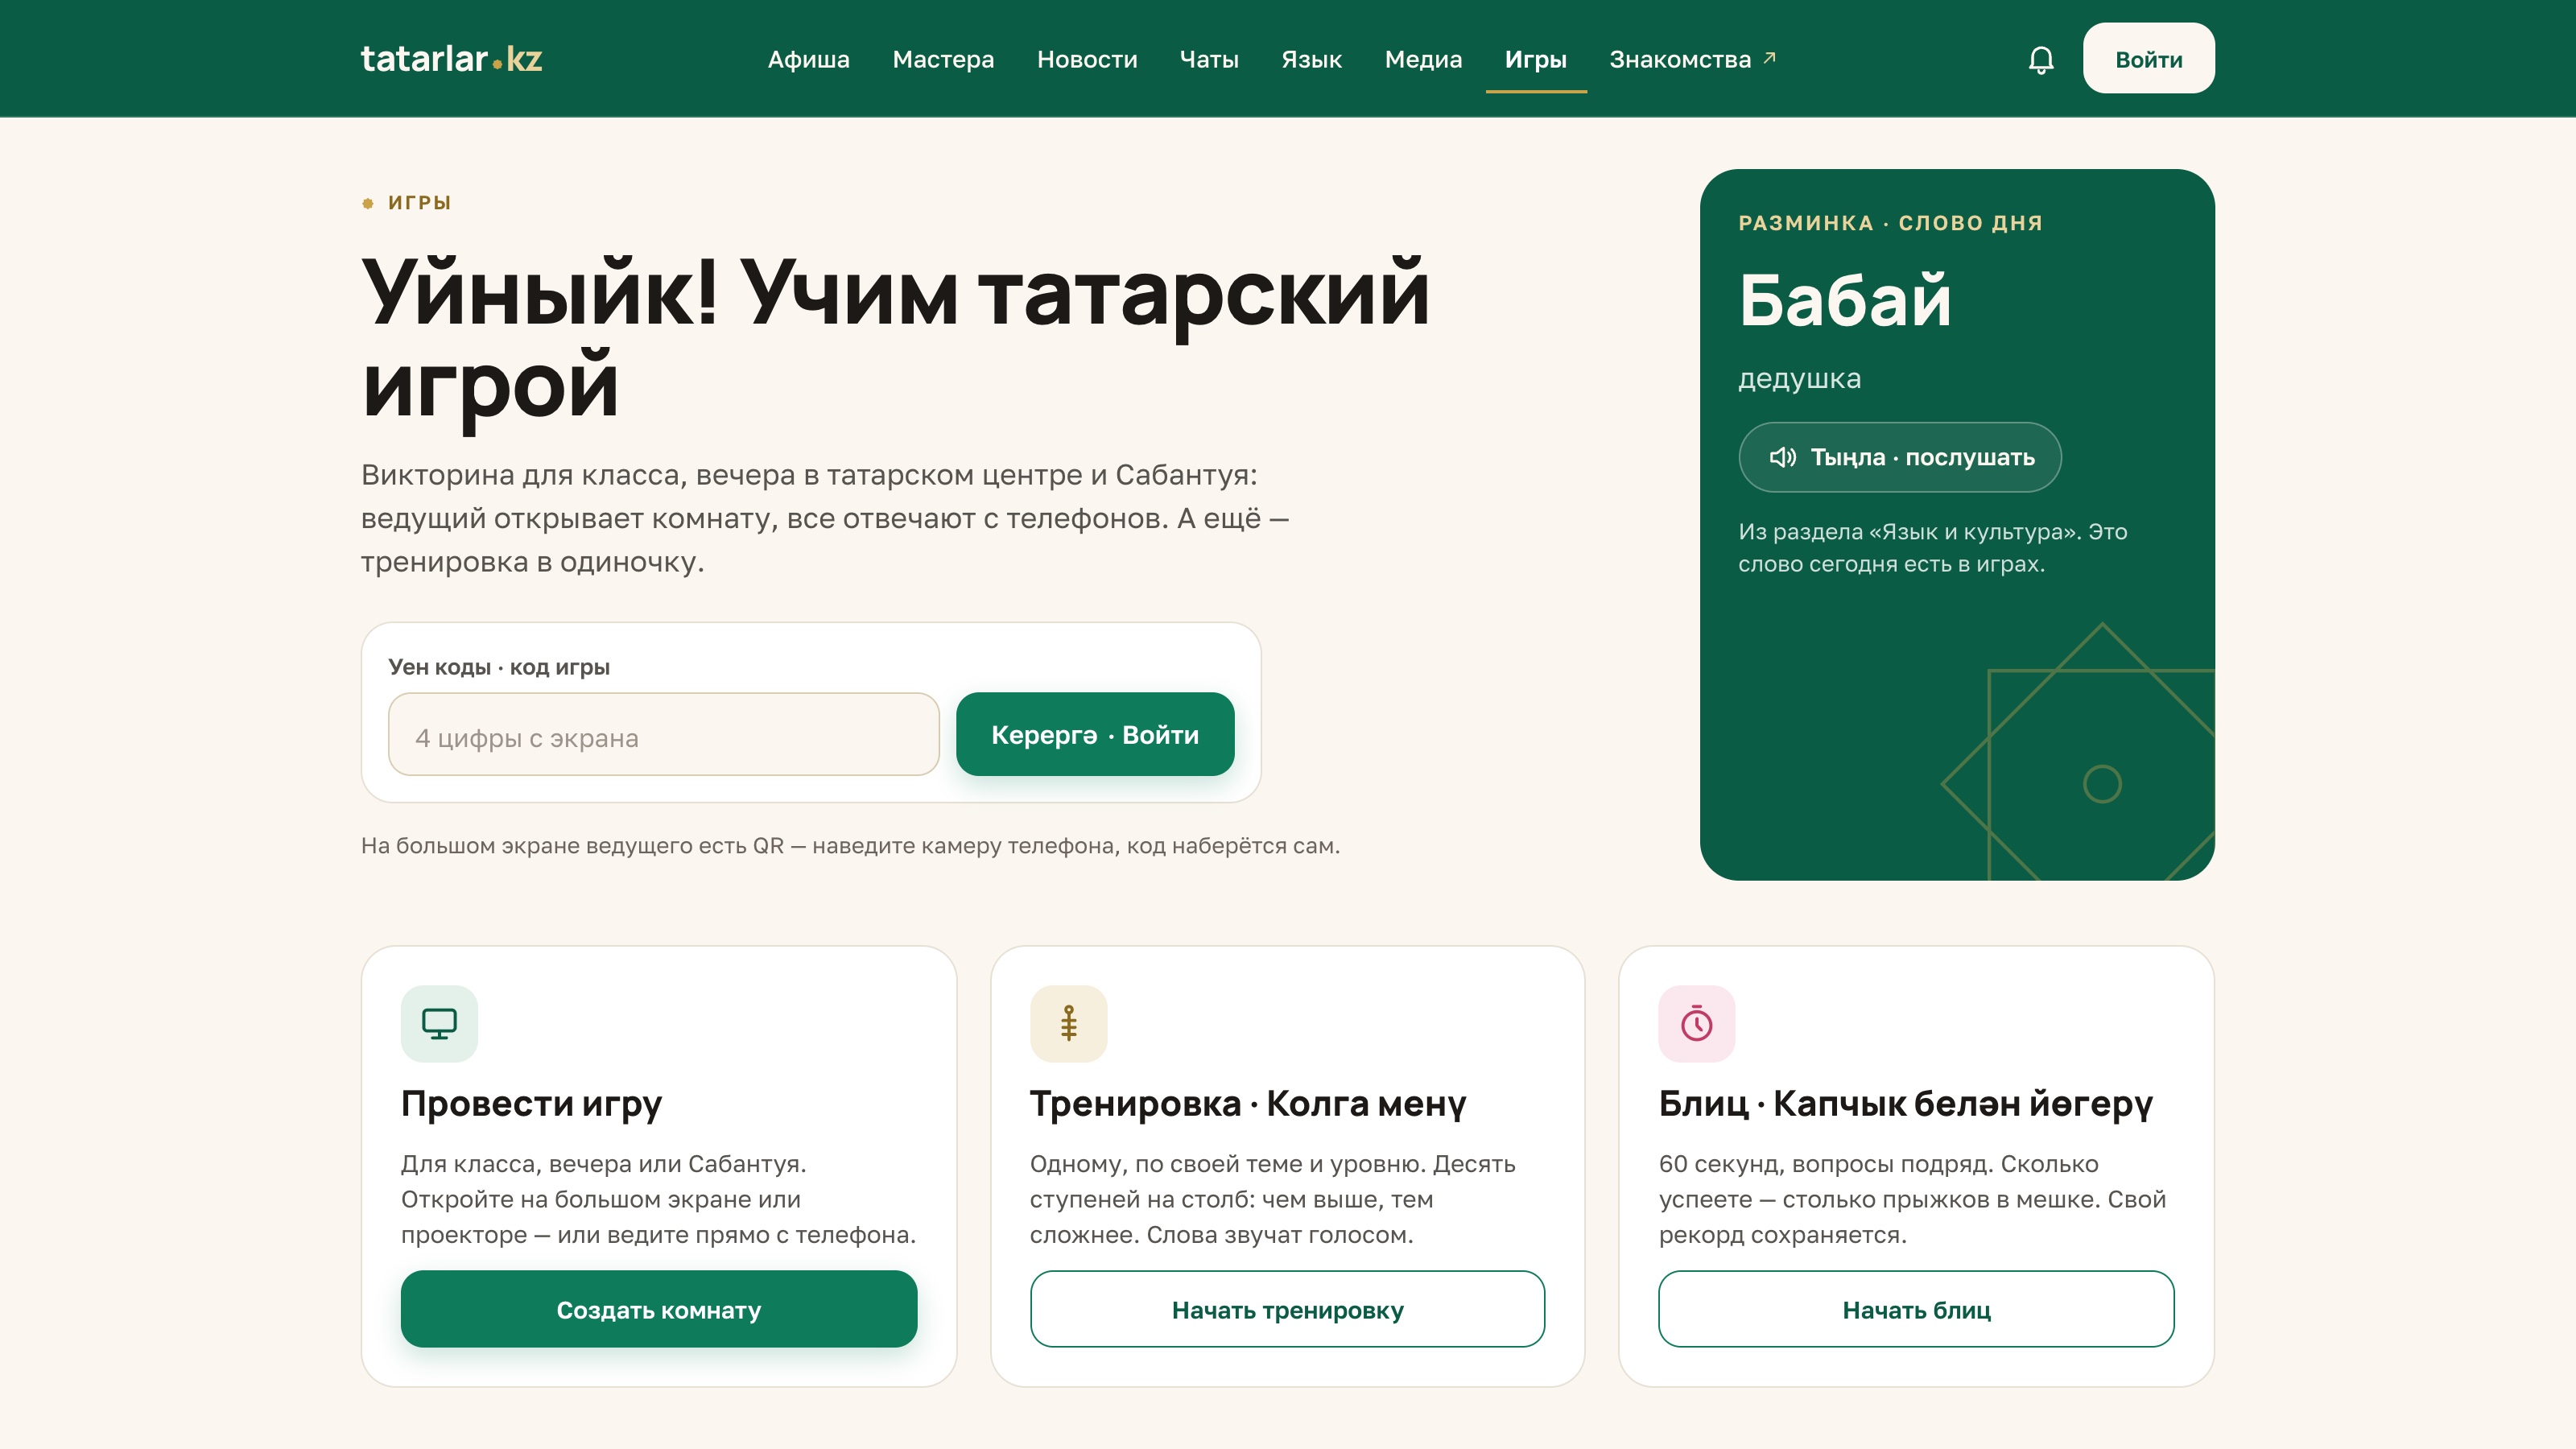 tatarlar.kz
Афиша Мастера Новости Чаты Язык Медиа Игры Знакомства ↗
Войти
ИГРЫ
Уйныйк! Учим татарский
игрой
Викторина для класса, вечера в татарском центре и Сабантуя:
ведущий открывает комнату, все отвечают с телефонов. А ещё —
тренировка в одиночку.
Уен коды · код игры
4 цифры с экрана
Керергә · Войти
На большом экране ведущего есть QR — наведите камеру телефона, код наберётся сам.
РАЗМИНКА · СЛОВО ДНЯ
Бабай
дедушка
Тыңла · послушать
Из раздела «Язык и культура». Это
слово сегодня есть в играх.
Провести игру
Для класса, вечера или Сабантуя.
Откройте на большом экране или
проекторе — или ведите прямо с телефона.
Создать комнату
Тренировка · Колга менү
Одному, по своей теме и уровню. Десять
ступеней на столб: чем выше, тем
сложнее. Слова звучат голосом.
Начать тренировку
Блиц · Капчык белән йөгерү
60 секунд, вопросы подряд. Сколько
успеете — столько прыжков в мешке. Свой
рекорд сохраняется.
Начать блиц